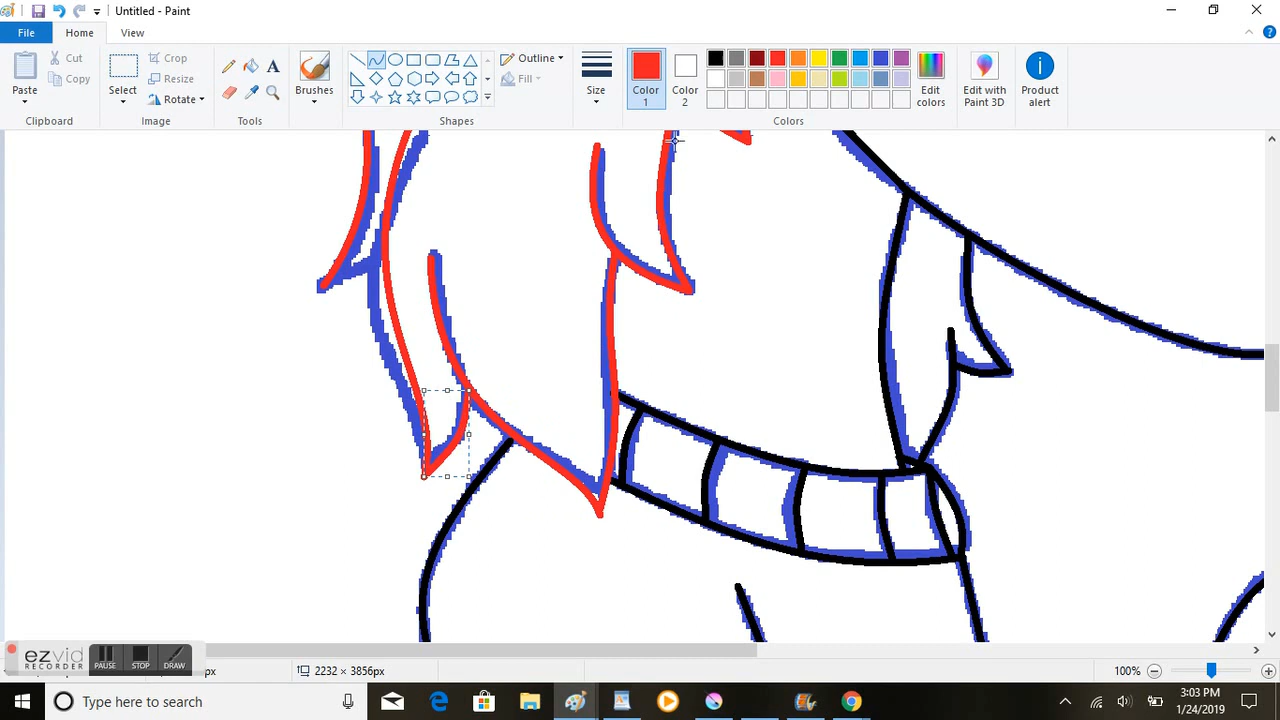 Untitled - Paint
File Home View
Paste
Cut
Copy
Clipboard
Select
Crop
Resize
Rotate
Image
A
Tools
Brushes
Outline
Fill
Shapes
Size
Color 1
Color 2
Edit colors
Colors
Edit with Paint 3D
Product alert
ezvid
RECORDER
PAUSE STOP DRAW
px
2232 × 3856px
100%
Type here to search
3:03 PM
1/24/2019